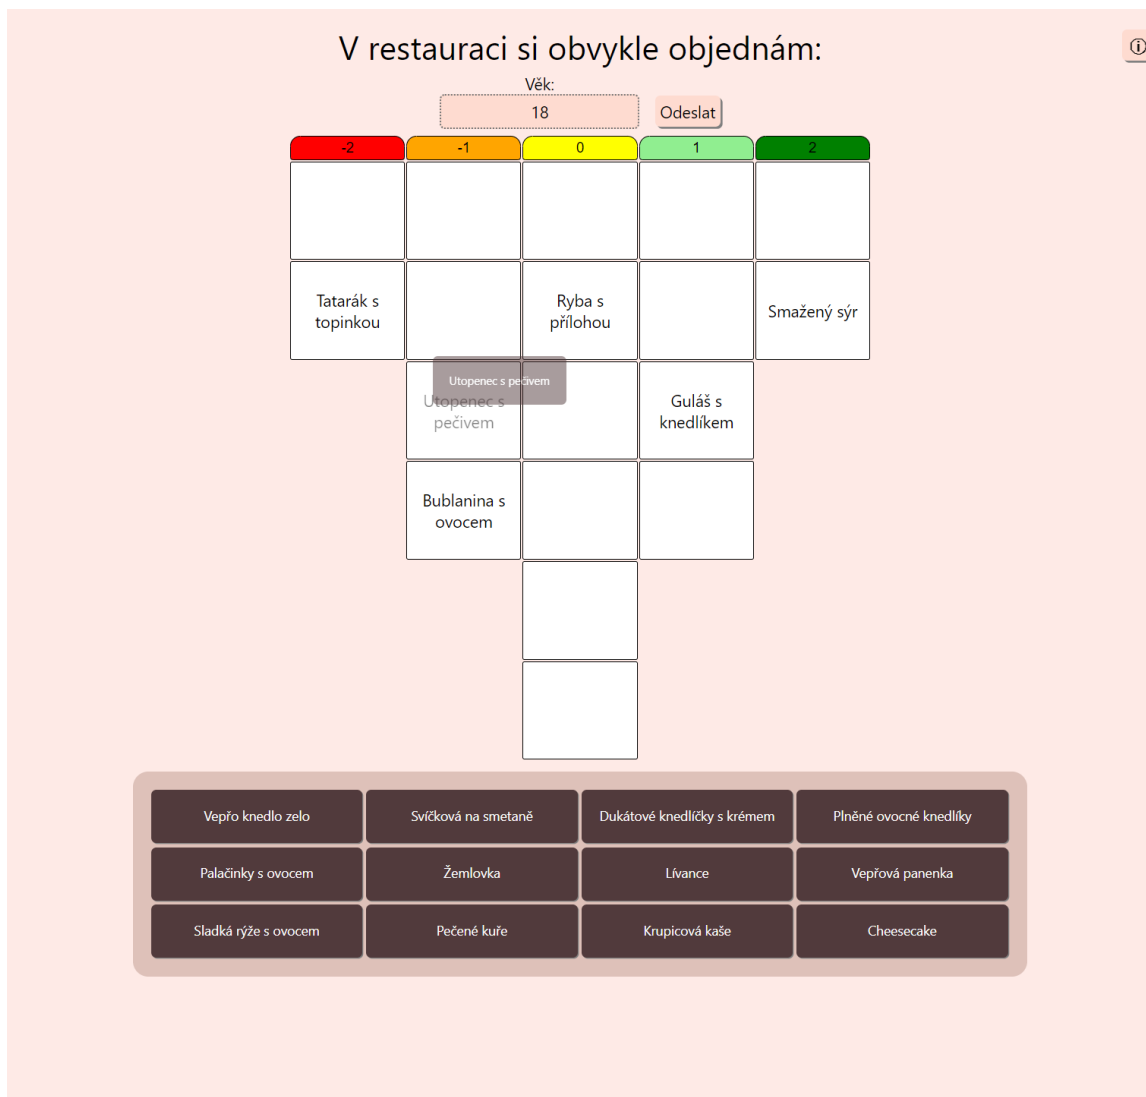 V restauraci si obvykle objednám:
ⓘ
Věk:
18
Odeslat
-2
-1
0
1
2
Tatarák s
topinkou
Ryba s
přílohou
Smažený sýr
Utopenec s pečivem
Utopenec s
pečivem
Guláš s
knedlíkem
Bublanina s
ovocem
Vepřo knedlo zelo
Svíčková na smetaně
Dukátové knedlíčky s krémem
Plněné ovocné knedlíky
Palačinky s ovocem
Žemlovka
Lívance
Vepřová panenka
Sladká rýže s ovocem
Pečené kuře
Krupicová kaše
Cheesecake